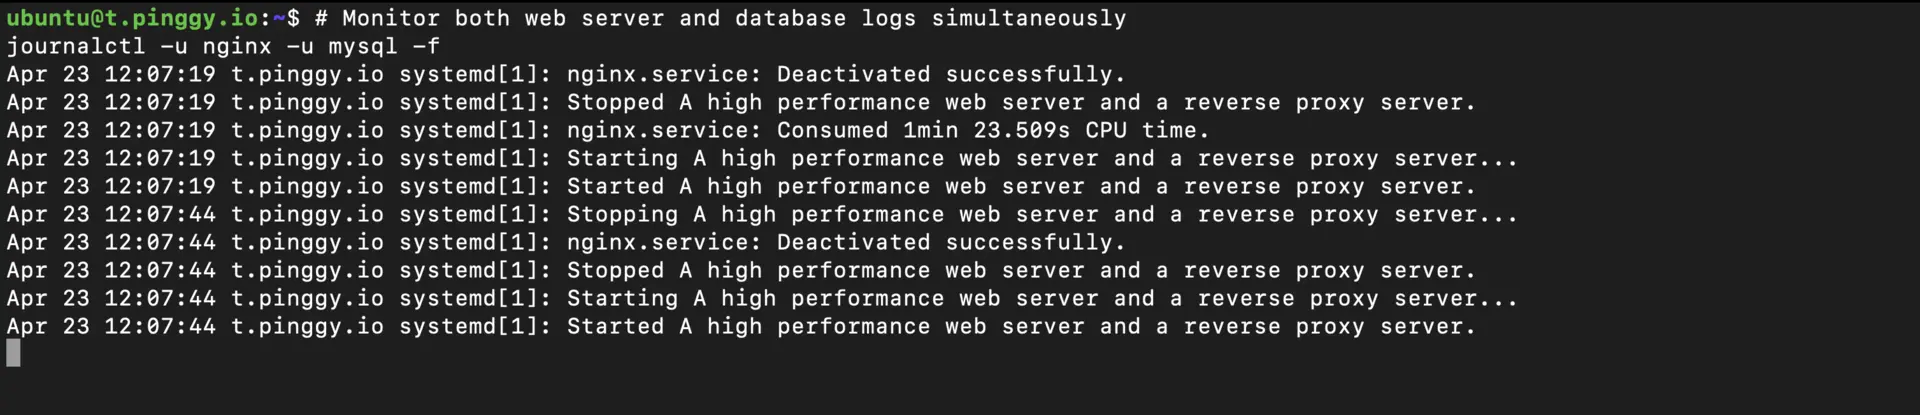 ubuntu@t.pinggy.io:~$ # Monitor both web server and database logs simultaneously
journalctl -u nginx -u mysql -f
Apr 23 12:07:19 t.pinggy.io systemd[1]: nginx.service: Deactivated successfully.
Apr 23 12:07:19 t.pinggy.io systemd[1]: Stopped A high performance web server and a reverse proxy server.
Apr 23 12:07:19 t.pinggy.io systemd[1]: nginx.service: Consumed 1min 23.509s CPU time.
Apr 23 12:07:19 t.pinggy.io systemd[1]: Starting A high performance web server and a reverse proxy server...
Apr 23 12:07:19 t.pinggy.io systemd[1]: Started A high performance web server and a reverse proxy server.
Apr 23 12:07:44 t.pinggy.io systemd[1]: Stopping A high performance web server and a reverse proxy server...
Apr 23 12:07:44 t.pinggy.io systemd[1]: nginx.service: Deactivated successfully.
Apr 23 12:07:44 t.pinggy.io systemd[1]: Stopped A high performance web server and a reverse proxy server.
Apr 23 12:07:44 t.pinggy.io systemd[1]: Starting A high performance web server and a reverse proxy server...
Apr 23 12:07:44 t.pinggy.io systemd[1]: Started A high performance web server and a reverse proxy server.